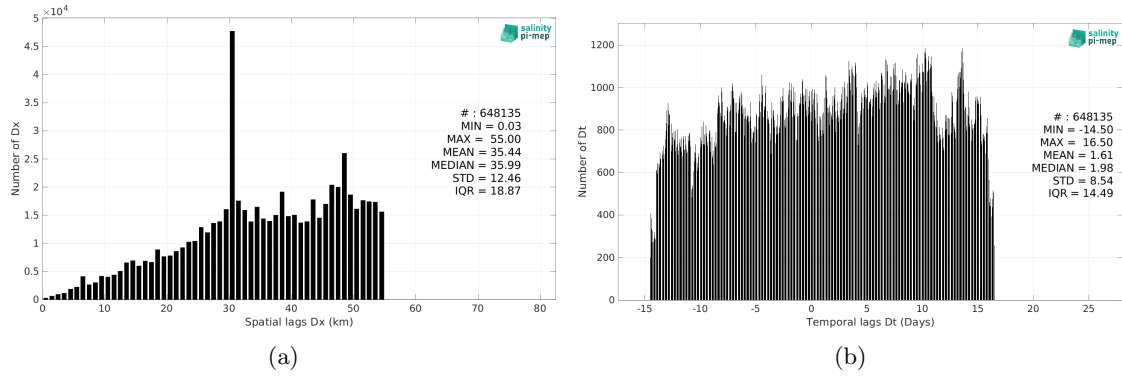 5 ×10⁴
4.5
4
3.5
3
2.5
2
1.5
1
0.5
0
Number of Dx
0 10 20 30 40 50 60 70 80
Spatial lags Dx (km)
salinity
pi-mep
# : 648135
MIN = 0.03
MAX = 55.00
MEAN = 35.44
MEDIAN = 35.99
STD = 12.46
IQR = 18.87
(a)
1200
1000
800
600
400
200
0
Number of Dt
-15 -10 -5 0 5 10 15 20 25
Temporal lags Dt (Days)
salinity
pi-mep
# : 648135
MIN = -14.50
MAX = 16.50
MEAN = 1.61
MEDIAN = 1.98
STD = 8.54
IQR = 14.49
(b)